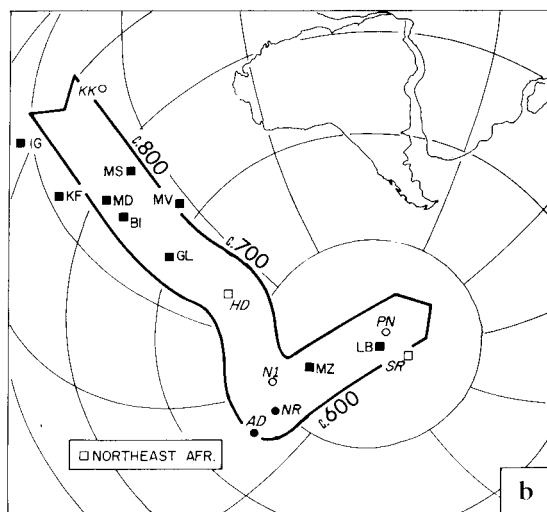 KK
IG
c.800
MS
KF
MD
MV
BI
c.700
GL
HD
PN
LB
SR
MZ
N1
NR
c.600
AD
□ NORTHEAST AFR.
b